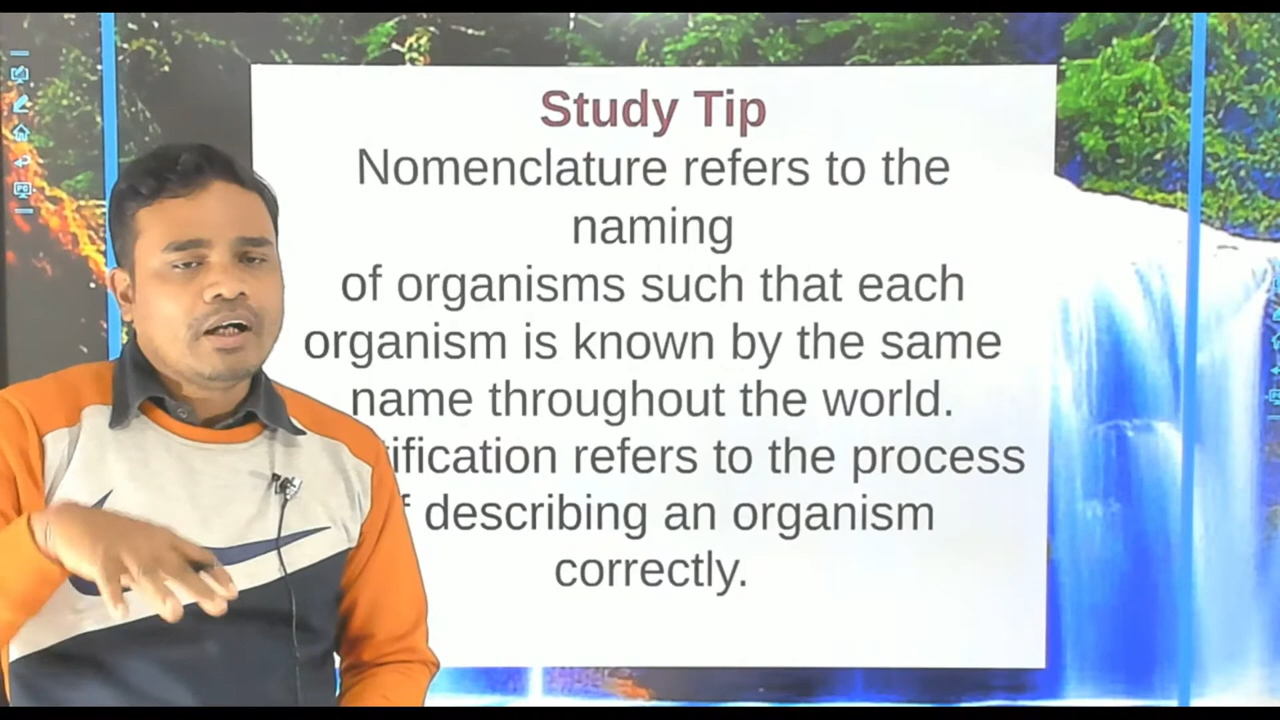 Study Tip
Nomenclature refers to the
naming
of organisms such that each
organism is known by the same
name throughout the world.
refers to the process
describing an organism
correctly.